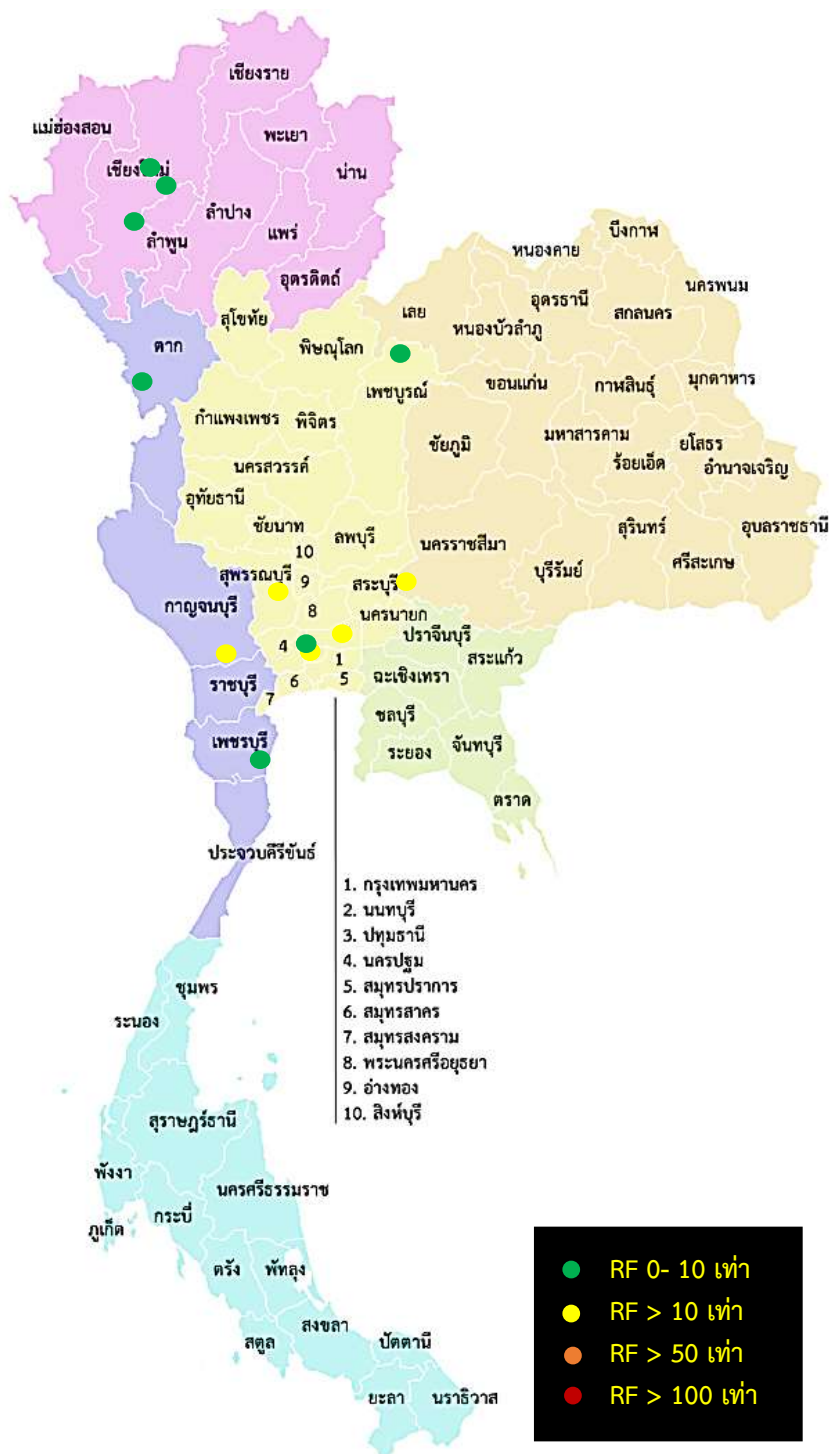 เชียงราย
แม่ฮ่องสอน
พะเยา
เชียงใหม่
น่าน
ลำปาง
ลำพูน
แพร่
อุตรดิตถ์
บึงกาฬ
หนองคาย
นครพนม
อุดรธานี
เลย
สกลนคร
สุโขทัย
หนองบัวลำภู
ตาก
พิษณุโลก
เพชบูรณ์
ขอนแก่น
กาฬสินธุ์
มุกดาหาร
กำแพงเพชร
พิจิตร
ชัยภูมิ
มหาสารคาม
ยโสธร
ร้อยเอ็ด
อำนาจเจริญ
นครสวรรค์
อุทัยธานี
ชัยนาท
ลพบุรี
นครราชสีมา
สุรินทร์
อุบลราชธานี
10
สุพรรณบุรี
9
สระบุรี
บุรีรัมย์
ศรีสะเกษ
กาญจนบุรี
8
นครนายก
ปราจีนบุรี
4
1
สระแก้ว
ราชบุรี
6
5
ฉะเชิงเทรา
7
ชลบุรี
เพชรบุรี
ระยอง
จันทบุรี
ตราด
ประจวบคีรีขันธ์
1. กรุงเทพมหานคร
2. นนทบุรี
3. ปทุมธานี
4. นครปฐม
5. สมุทรปราการ
6. สมุทรสาคร
7. สมุทรสงคราม
8. พระนครศรีอยุธยา
9. อ่างทอง
10. สิงห์บุรี
ชุมพร
ระนอง
สุราษฎร์ธานี
พังงา
นครศรีธรรมราช
กระบี่
ภูเก็ต
ตรัง
พัทลุง
สงขลา
สตูล
ปัตตานี
ยะลา
นราธิวาส
RF 0- 10 เท่า
RF > 10 เท่า
RF > 50 เท่า
RF > 100 เท่า